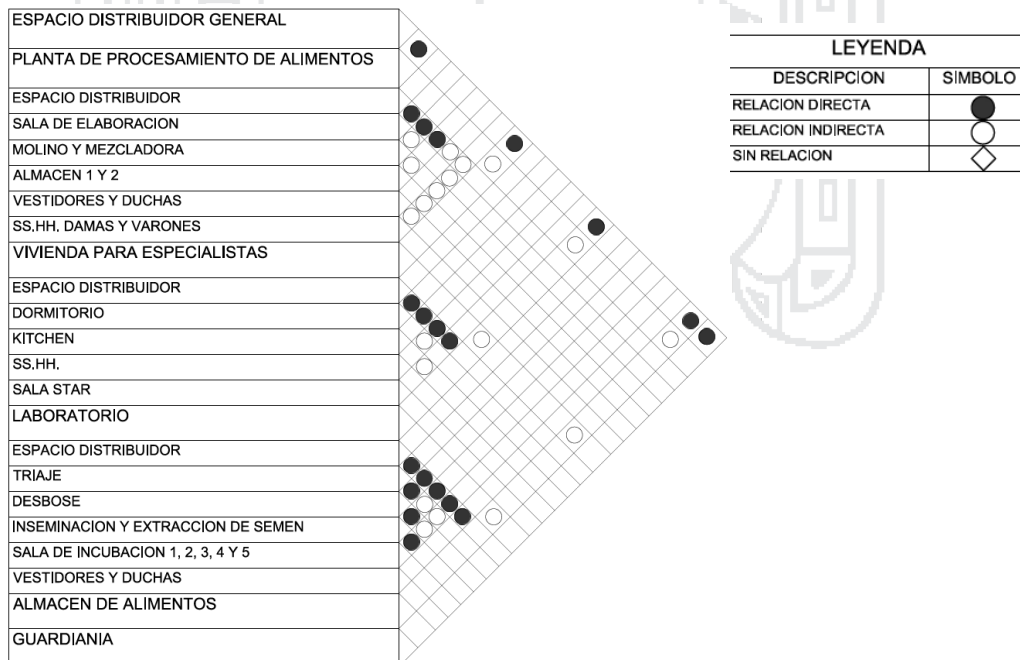 ESPACIO DISTRIBUIDOR GENERAL
PLANTA DE PROCESAMIENTO DE ALIMENTOS
ESPACIO DISTRIBUIDOR
SALA DE ELABORACION
MOLINO Y MEZCLADORA
ALMACEN 1 Y 2
VESTIDORES Y DUCHAS
SS.HH. DAMAS Y VARONES
VIVIENDA PARA ESPECIALISTAS
ESPACIO DISTRIBUIDOR
DORMITORIO
KITCHEN
SS.HH.
SALA STAR
LABORATORIO
ESPACIO DISTRIBUIDOR
TRIAJE
DESBOSE
INSEMINACION Y EXTRACCION DE SEMEN
SALA DE INCUBACION 1, 2, 3, 4 Y 5
VESTIDORES Y DUCHAS
ALMACEN DE ALIMENTOS
GUARDIANIA
LEYENDA
DESCRIPCION SIMBOLO
RELACION DIRECTA
RELACION INDIRECTA
SIN RELACION